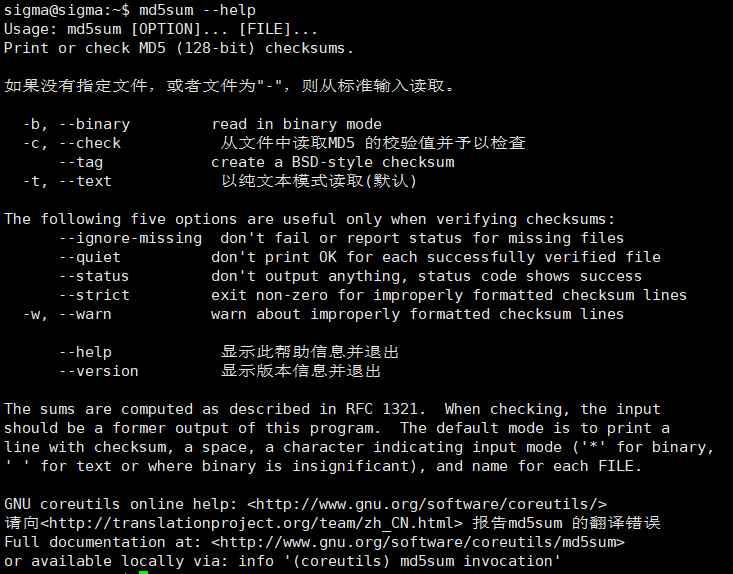 sigma@sigma:~$ md5sum --help
Usage: md5sum [OPTION]... [FILE]...
Print or check MD5 (128-bit) checksums.

如果没有指定文件，或者文件为"-"，则从标准输入读取。

  -b, --binary         read in binary mode
  -c, --check           从文件中读取MD5 的校验值并予以检查
      --tag            create a BSD-style checksum
  -t, --text            以纯文本模式读取(默认)

The following five options are useful only when verifying checksums:
      --ignore-missing  don't fail or report status for missing files
      --quiet          don't print OK for each successfully verified file
      --status         don't output anything, status code shows success
      --strict         exit non-zero for improperly formatted checksum lines
  -w, --warn           warn about improperly formatted checksum lines

      --help            显示此帮助信息并退出
      --version         显示版本信息并退出

The sums are computed as described in RFC 1321.  When checking, the input
should be a former output of this program.  The default mode is to print a
line with checksum, a space, a character indicating input mode ('*' for binary,
' ' for text or where binary is insignificant), and name for each FILE.

GNU coreutils online help: <http://www.gnu.org/software/coreutils/>
请向<http://translationproject.org/team/zh_CN.html> 报告md5sum 的翻译错误
Full documentation at: <http://www.gnu.org/software/coreutils/md5sum>
or available locally via: info '(coreutils) md5sum invocation'